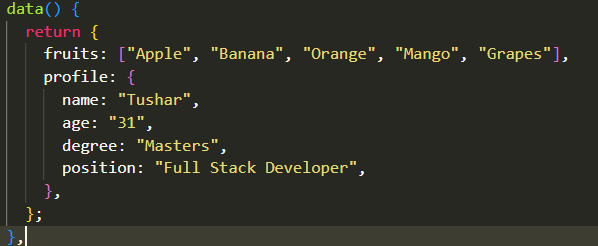 data() {
return {
fruits: ["Apple", "Banana", "Orange", "Mango", "Grapes"],
profile: {
name: "Tushar",
age: "31",
degree: "Masters",
position: "Full Stack Developer",
},
};
},